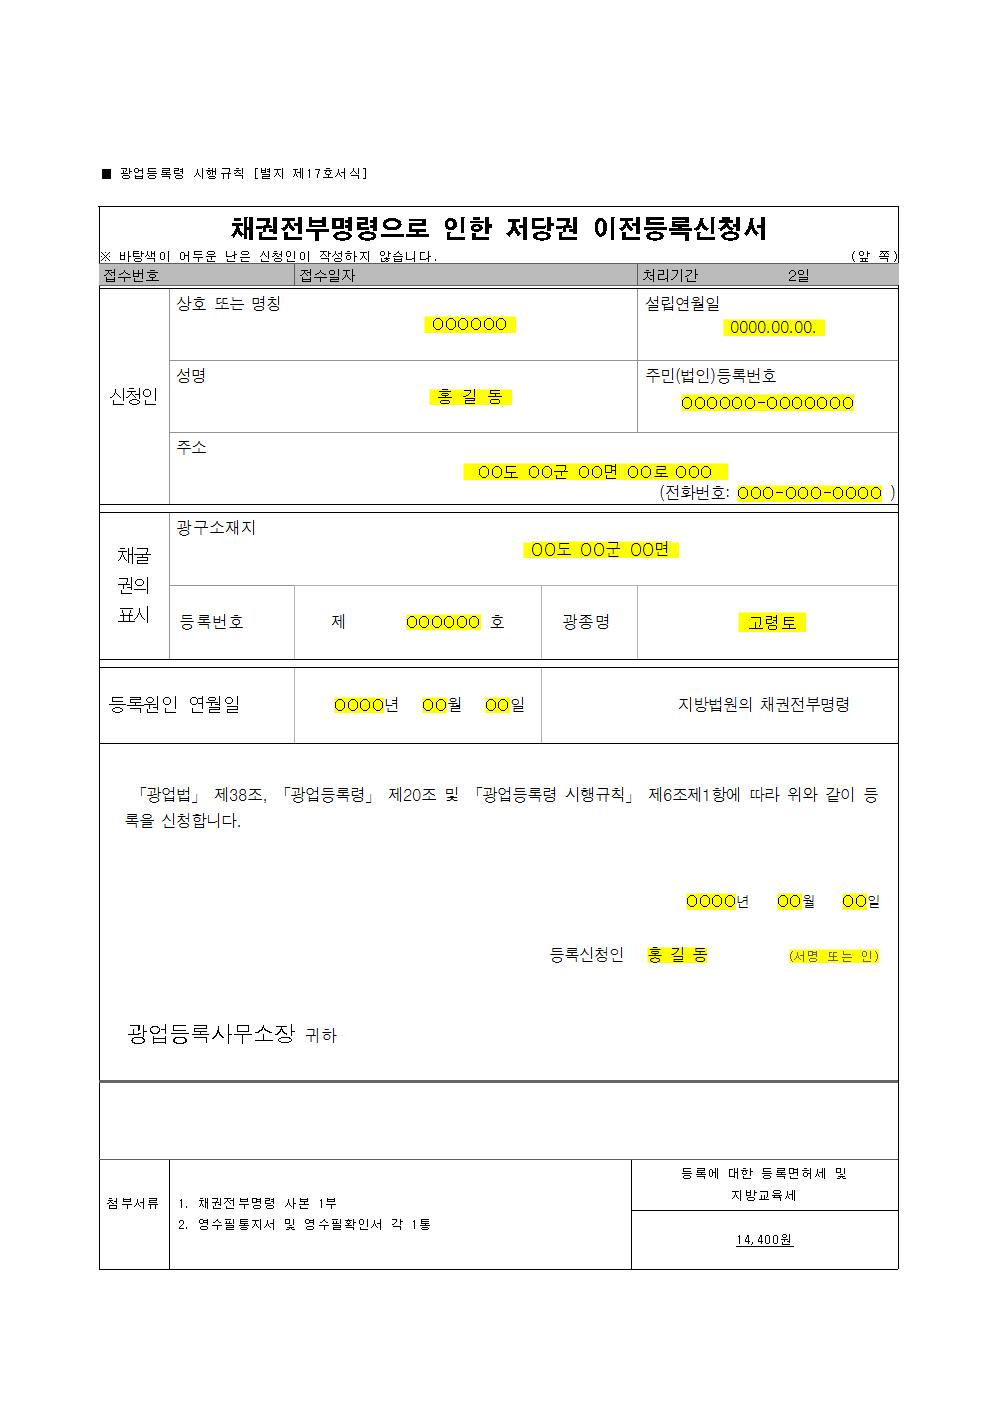 ■ 광업등록령 시행규칙 [별지 제17호서식]
채권전부명령으로 인한 저당권 이전등록신청서
※ 바탕색이 어두운 난은 신청인이 작성하지 않습니다. (앞 쪽)
접수번호 접수일자 처리기간 2일
상호 또는 명칭 설립연월일
OOOOOO 0000.00.00.
성명 주민(법인)등록번호
신청인 홍 길 동 OOOOOO-OOOOOOO
주소
OO도 OO군 OO면 OO로 OOO
(전화번호: OOO-OOO-OOOO )
광구소재지
OO도 OO군 OO면
채굴
권의
표시
등록번호 제 OOOOOO 호 광종명 고령토
등록원인 연월일 OOOO년 OO월 OO일 지방법원의 채권전부명령
「광업법」 제38조, 「광업등록령」 제20조 및 「광업등록령 시행규칙」 제6조제1항에 따라 위와 같이 등
록을 신청합니다.
OOOO년 OO월 OO일
등록신청인 홍 길 동 (서명 또는 인)
광업등록사무소장 귀하
등록에 대한 등록면허세 및
지방교육세
첨부서류 1. 채권전부명령 사본 1부
2. 영수필통지서 및 영수필확인서 각 1통
14,400원